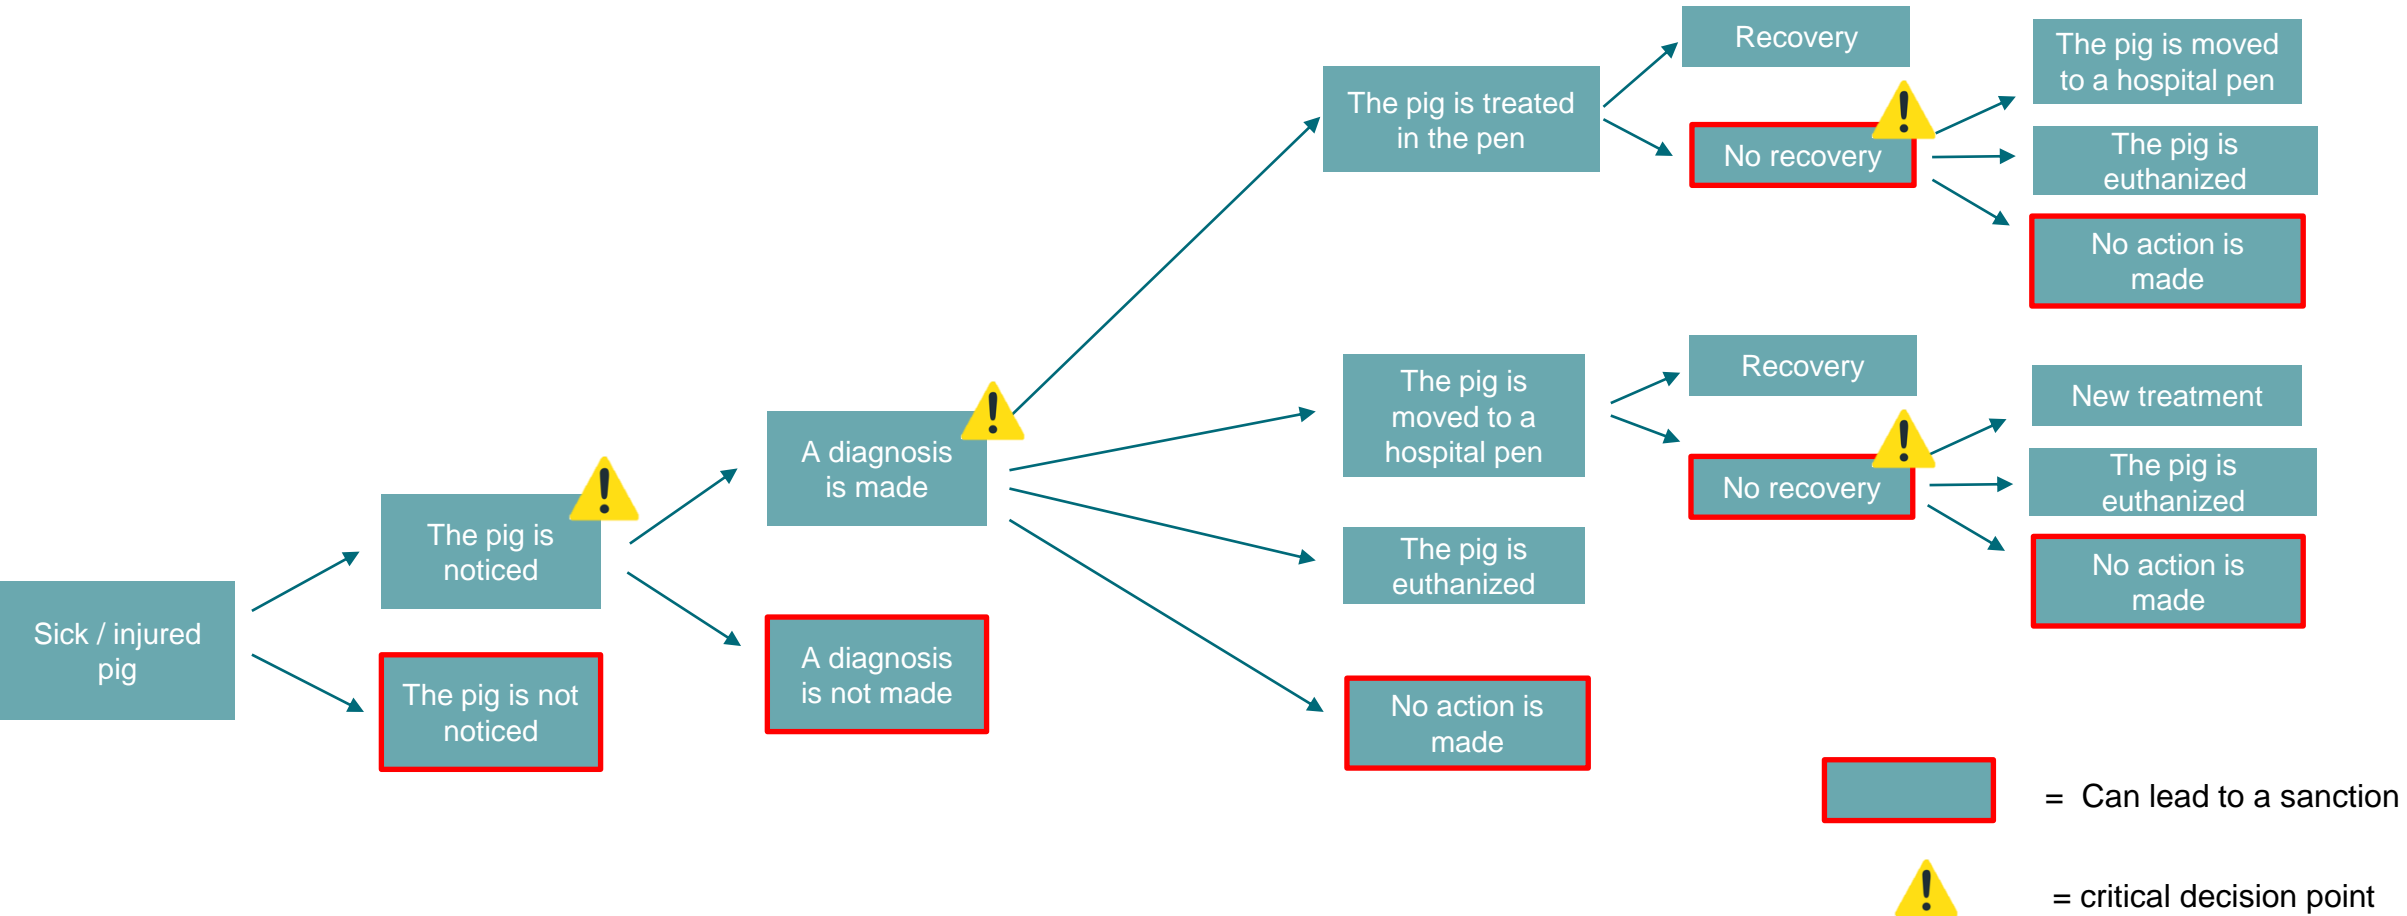 Sick / injured
pig
The pig is
noticed
The pig is not
noticed
A diagnosis
is made
A diagnosis
is not made
The pig is treated
in the pen
The pig is
moved to a
hospital pen
The pig is
euthanized
No action is
made
Recovery
No recovery
Recovery
No recovery
The pig is moved
to a hospital pen
The pig is
euthanized
No action is
made
New treatment
The pig is
euthanized
No action is
made
= Can lead to a sanction
= critical decision point